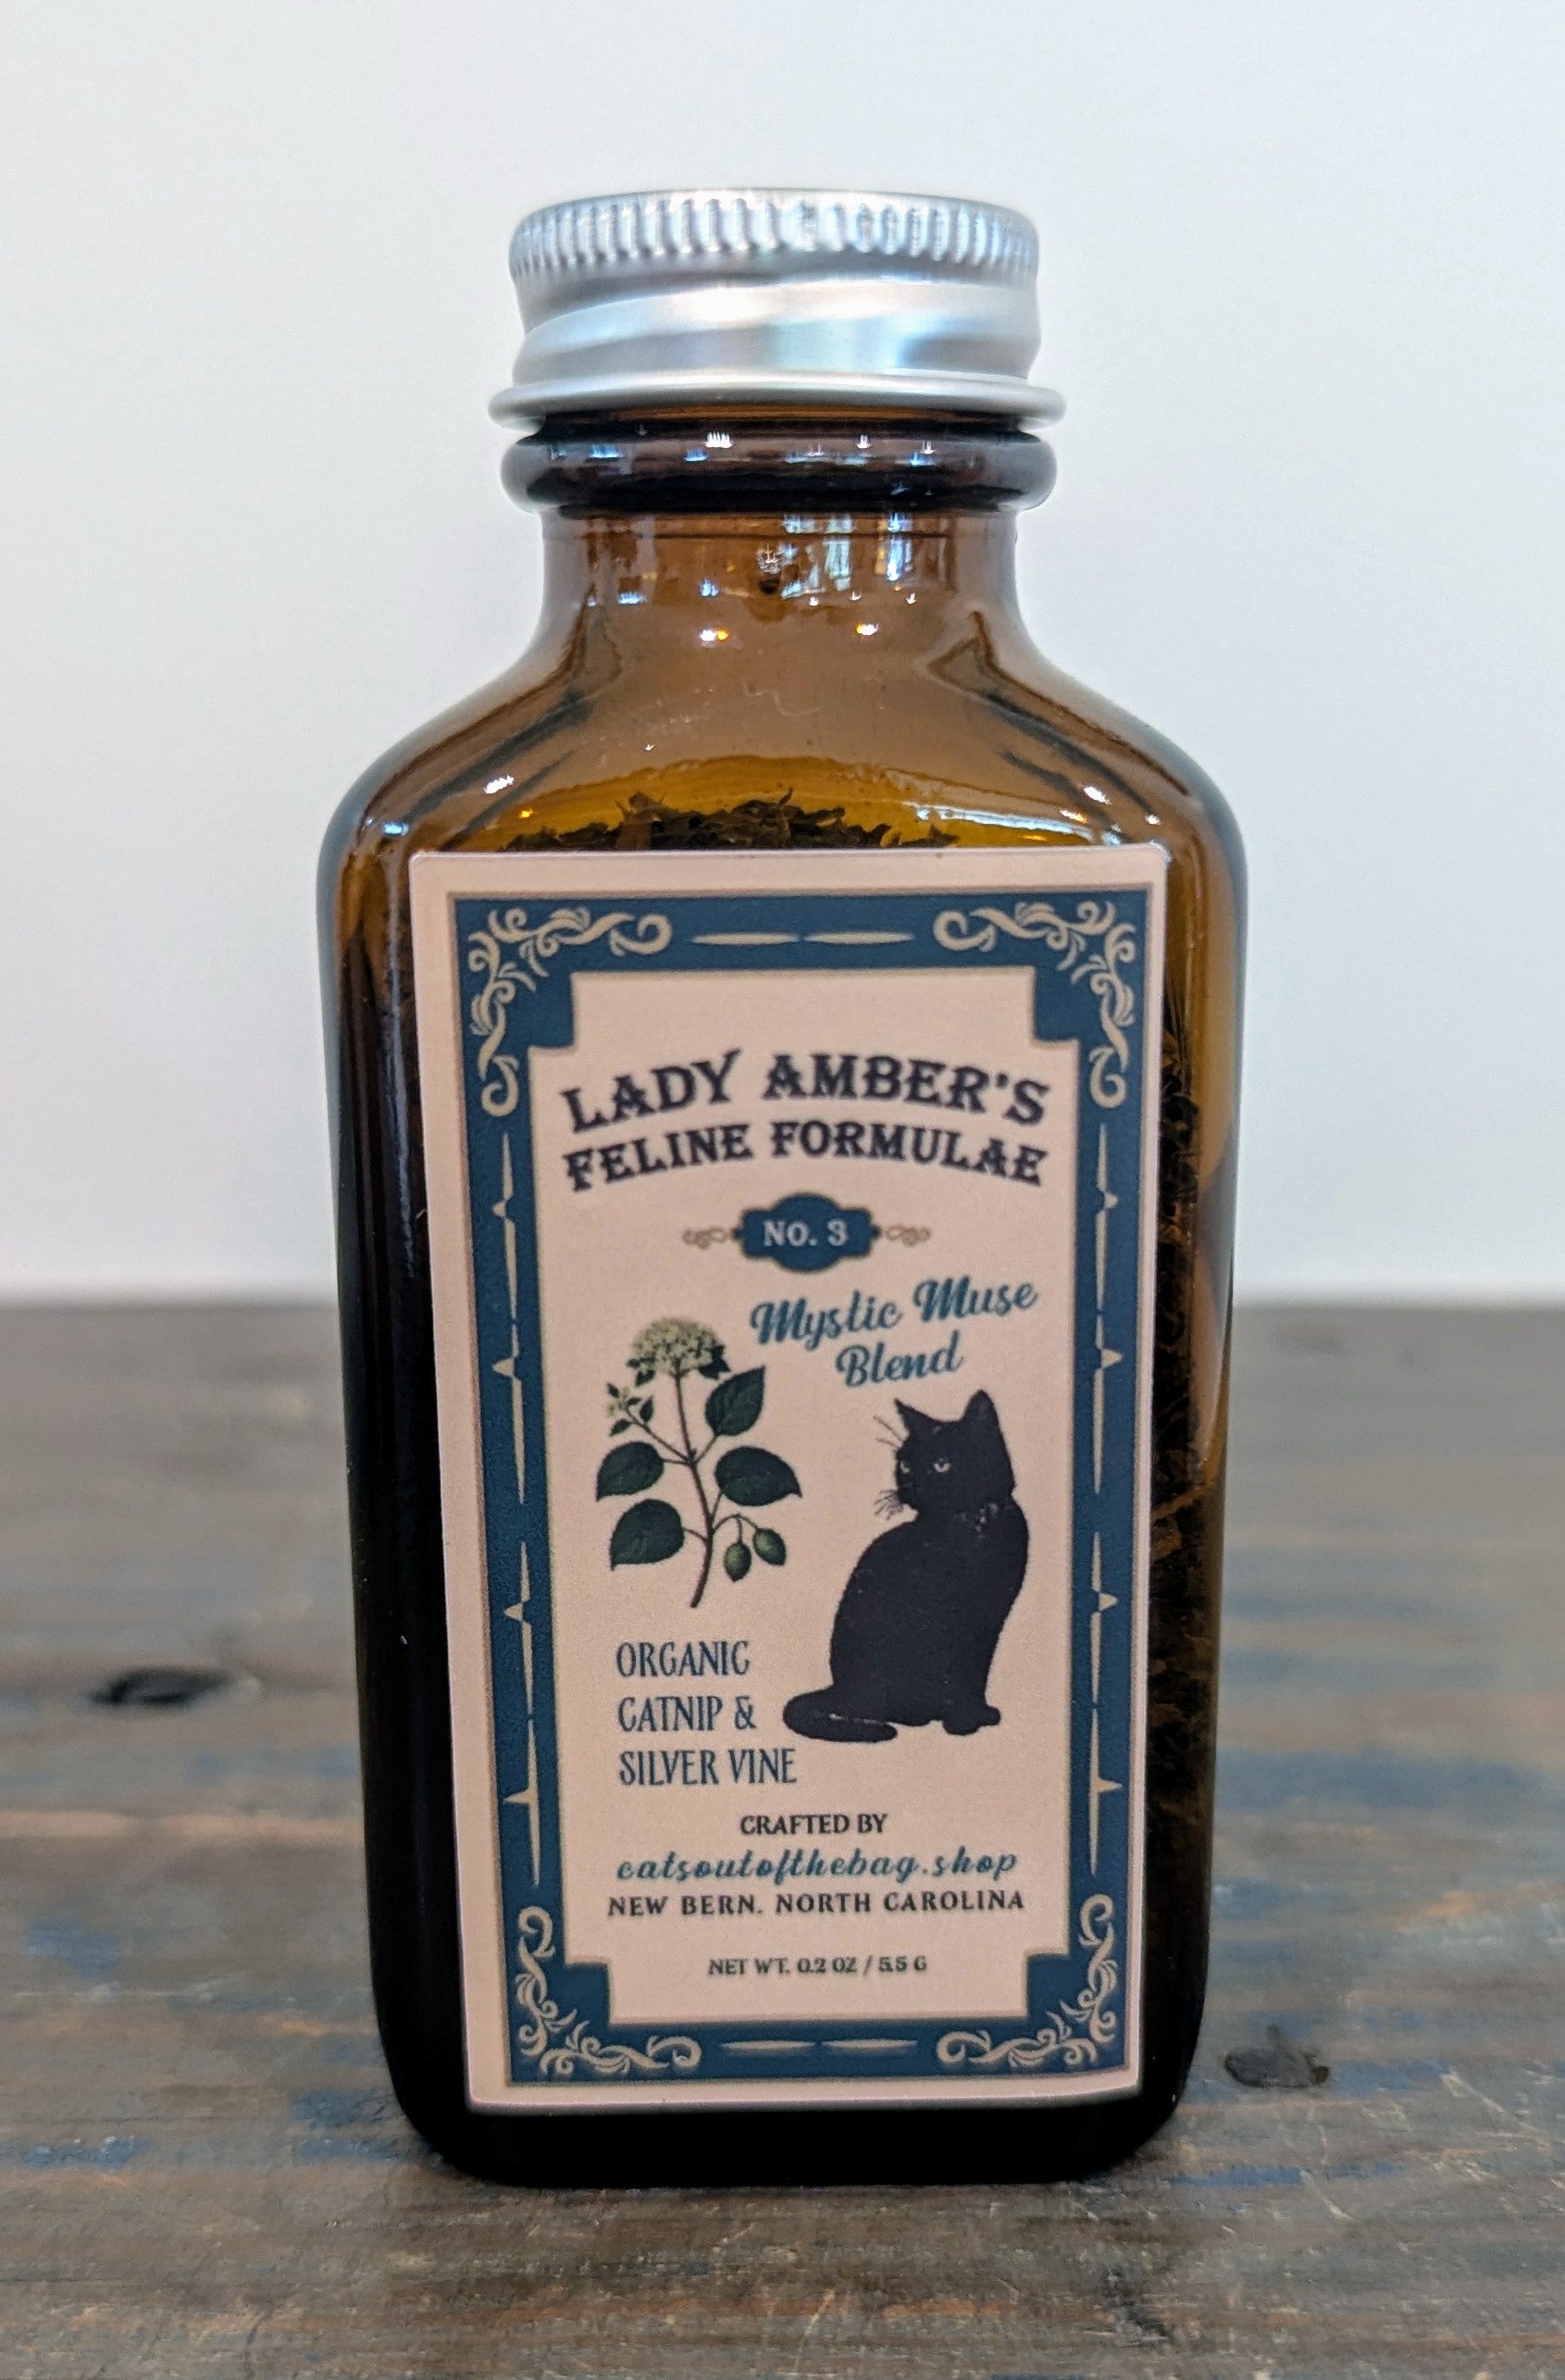 LADY AMBER'S
FELINE FORMULAE
NO. 3
Mystic Muse
Blend
ORGANIC
CATNIP &
SILVER VINE
CRAFTED BY
catsoutofthebag.shop
NEW BERN. NORTH CAROLINA
NET WT. 0.2 OZ / 5.5 G